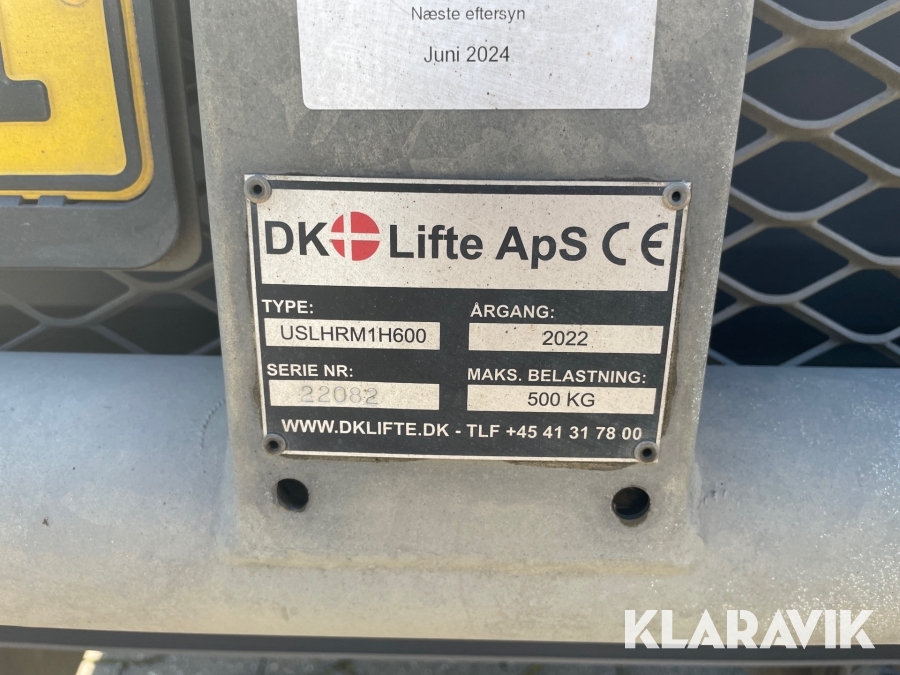 Næste eftersyn
Juni 2024
DK Lifte ApS CE
TYPE:
USLHRM1H600
ÅRGANG:
2022
SERIE NR:
22082
MAKS. BELASTNING:
500 KG
WWW.DKLIFTE.DK - TLF +45 41 31 78 00
KLARAVIK